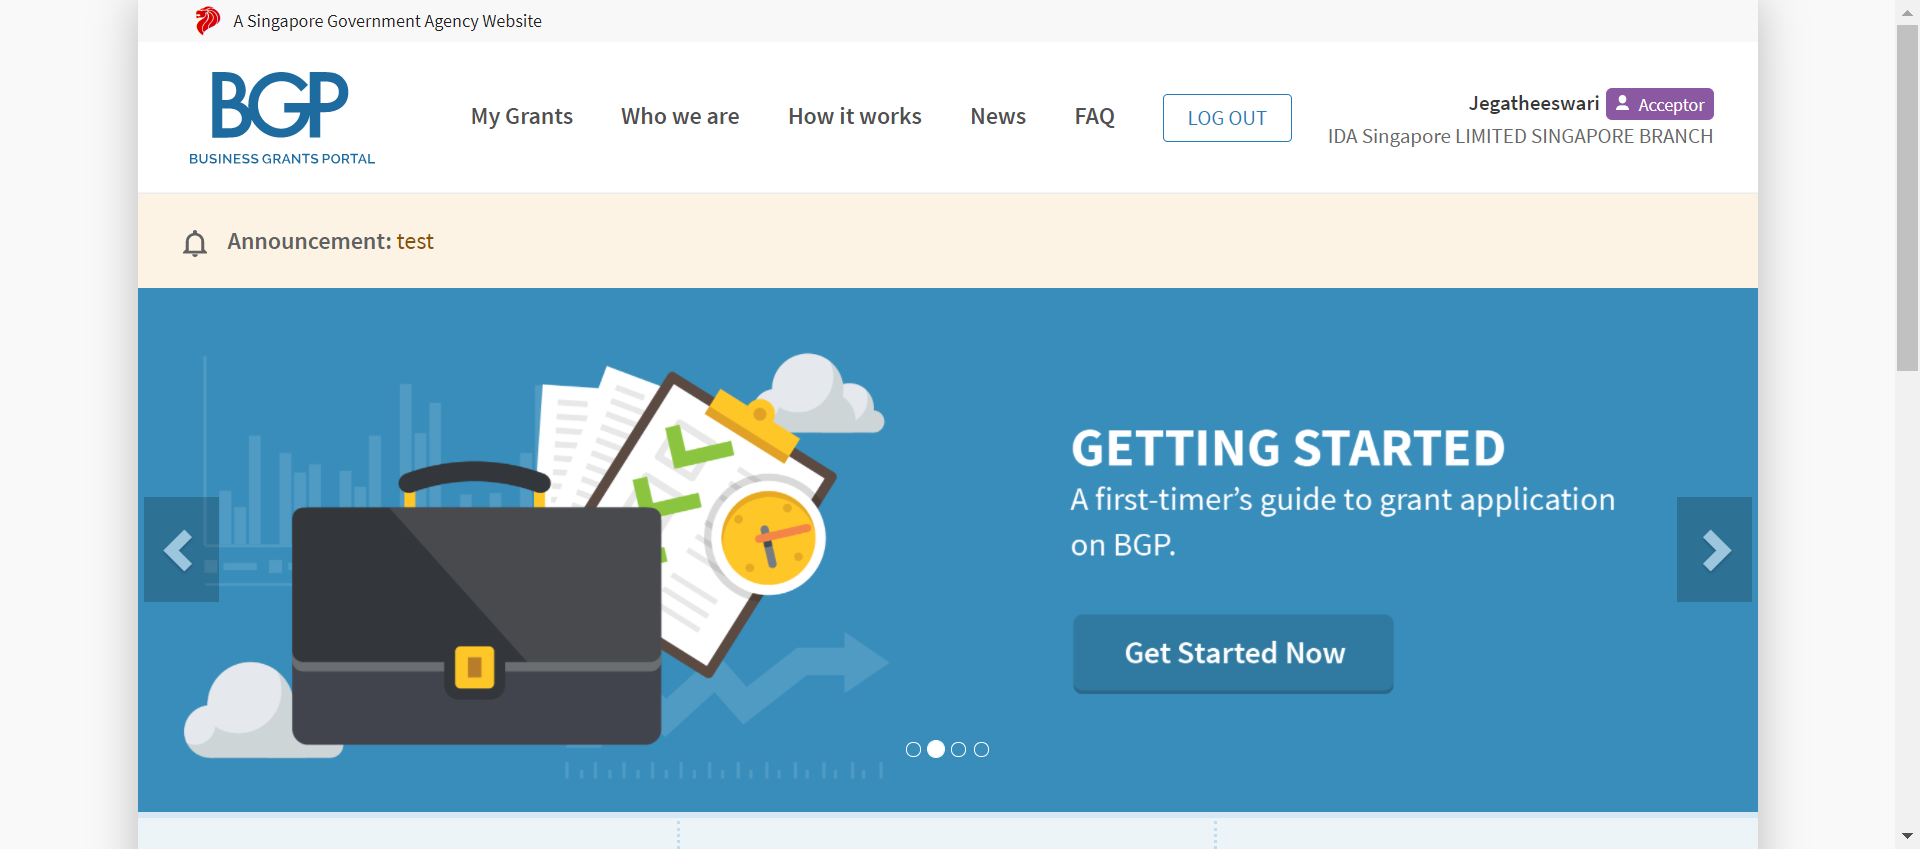 A Singapore Government Agency Website
BGP
BUSINESS GRANTS PORTAL
My Grants
Who we are
How it works
News
FAQ
LOG OUT
Jegatheeswari Acceptor
IDA Singapore LIMITED SINGAPORE BRANCH
Announcement: test
GETTING STARTED
A first-timer’s guide to grant application
on BGP.
Get Started Now